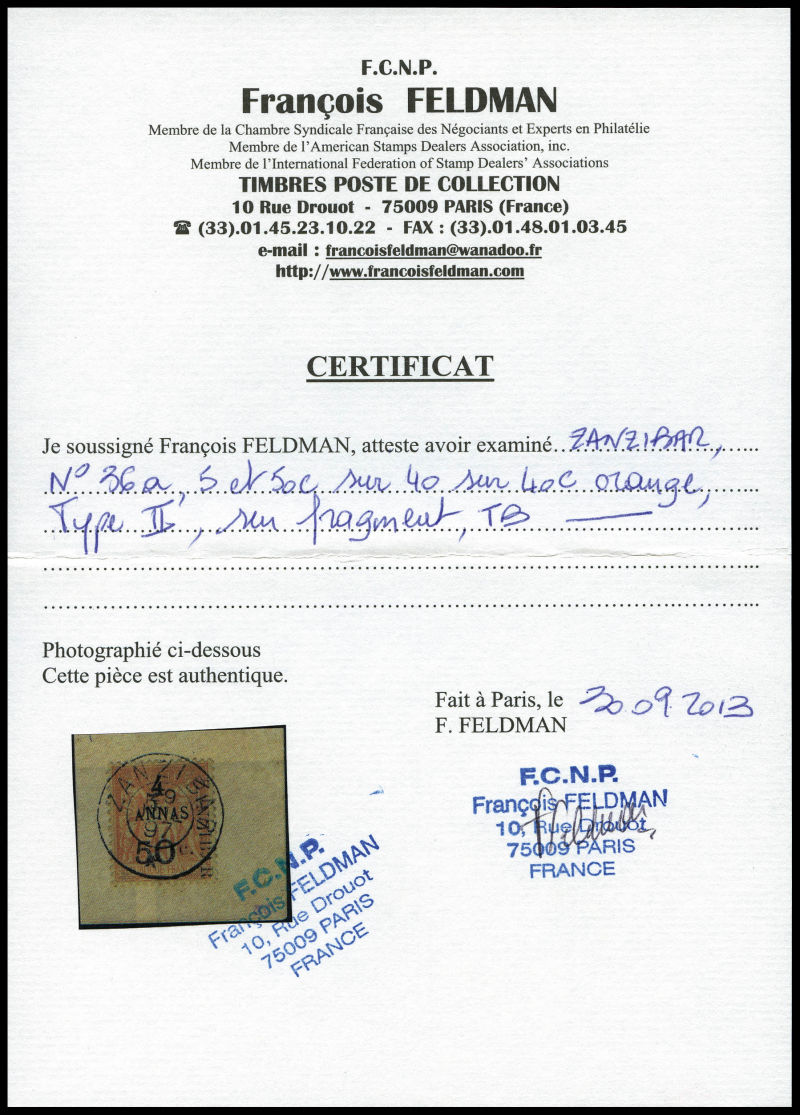 F.C.N.P.
François FELDMAN
Membre de la Chambre Syndicale Française des Négociants et Experts en Philatélie
Membre de l'American Stamps Dealers Association, inc.
Membre de l'International Federation of Stamp Dealers' Associations
TIMBRES POSTE DE COLLECTION
10 Rue Drouot - 75009 PARIS (France)
☎ (33).01.45.23.10.22 - FAX : (33).01.48.01.03.45
e-mail : francoisfeldman@wanadoo.fr
http://www.francoisfeldman.com
CERTIFICAT
Je soussigné François FELDMAN, atteste avoir examiné ZANZIBAR,
N° 36a, 5 et 50c sur 40 sur 40c orange,
Type II, sur fragment, TB
Photographié ci-dessous
Cette pièce est authentique.
Fait à Paris, le 30.09.2013
F. FELDMAN
4
ANNAS
97
50
F.C.N.P.
François FELDMAN
10, Rue Drouot
75009 PARIS
FRANCE
F.C.N.P.
François FELDMAN
10, Rue Drouot
75009 PARIS
FRANCE